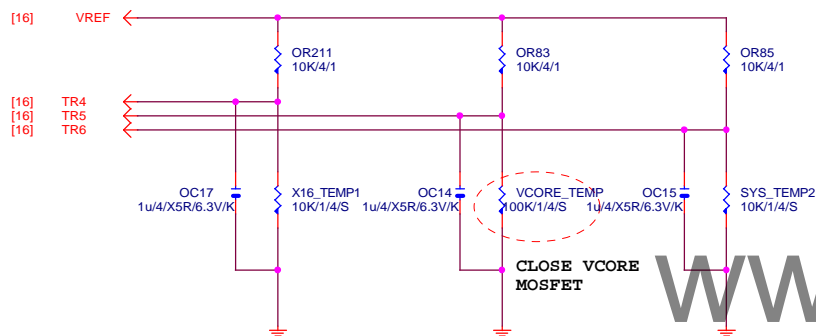 [16] VREF
OR211
10K/4/1
OR83
10K/4/1
OR85
10K/4/1
[16] TR4
[16] TR5
[16] TR6
OC17
1u/4/X5R/6.3V/K
X16_TEMP1
10K/1/4/S
OC14
1u/4/X5R/6.3V/K
VCORE_TEMP
100K/1/4/S
OC15
1u/4/X5R/6.3V/K
SYS_TEMP2
10K/1/4/S
CLOSE VCORE
MOSFET
WW